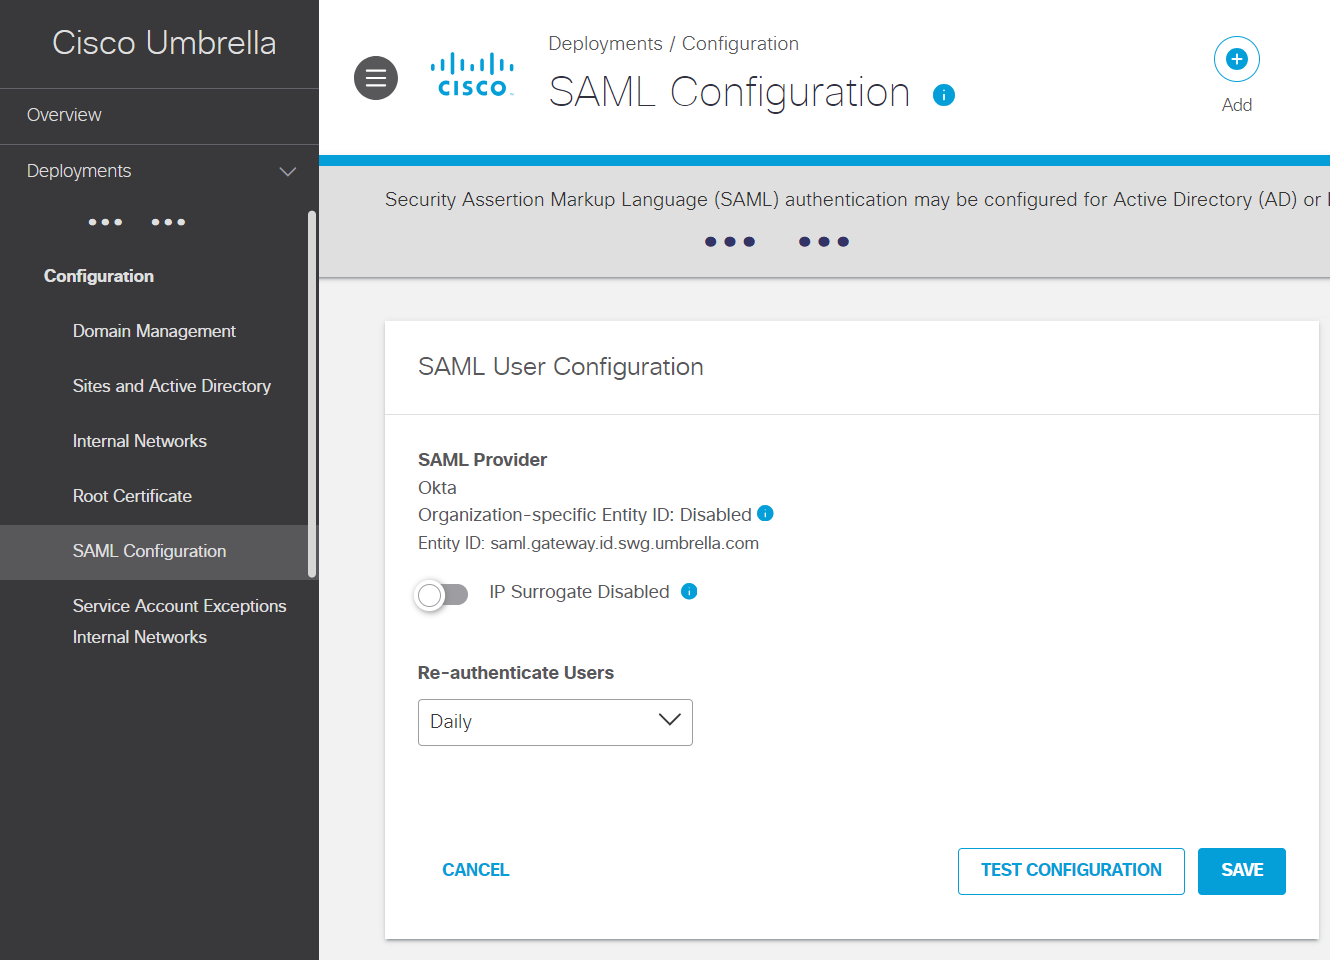 Cisco Umbrella
Overview
Deployments
Configuration
Domain Management
Sites and Active Directory
Internal Networks
Root Certificate
SAML Configuration
Service Account Exceptions
Internal Networks
CISCO
Deployments / Configuration
SAML Configuration
Add
Security Assertion Markup Language (SAML) authentication may be configured for Active Directory (AD) or
SAML User Configuration
SAML Provider
Okta
Organization-specific Entity ID: Disabled
Entity ID: saml.gateway.id.swg.umbrella.com
IP Surrogate Disabled
Re-authenticate Users
Daily
CANCEL
TEST CONFIGURATION
SAVE